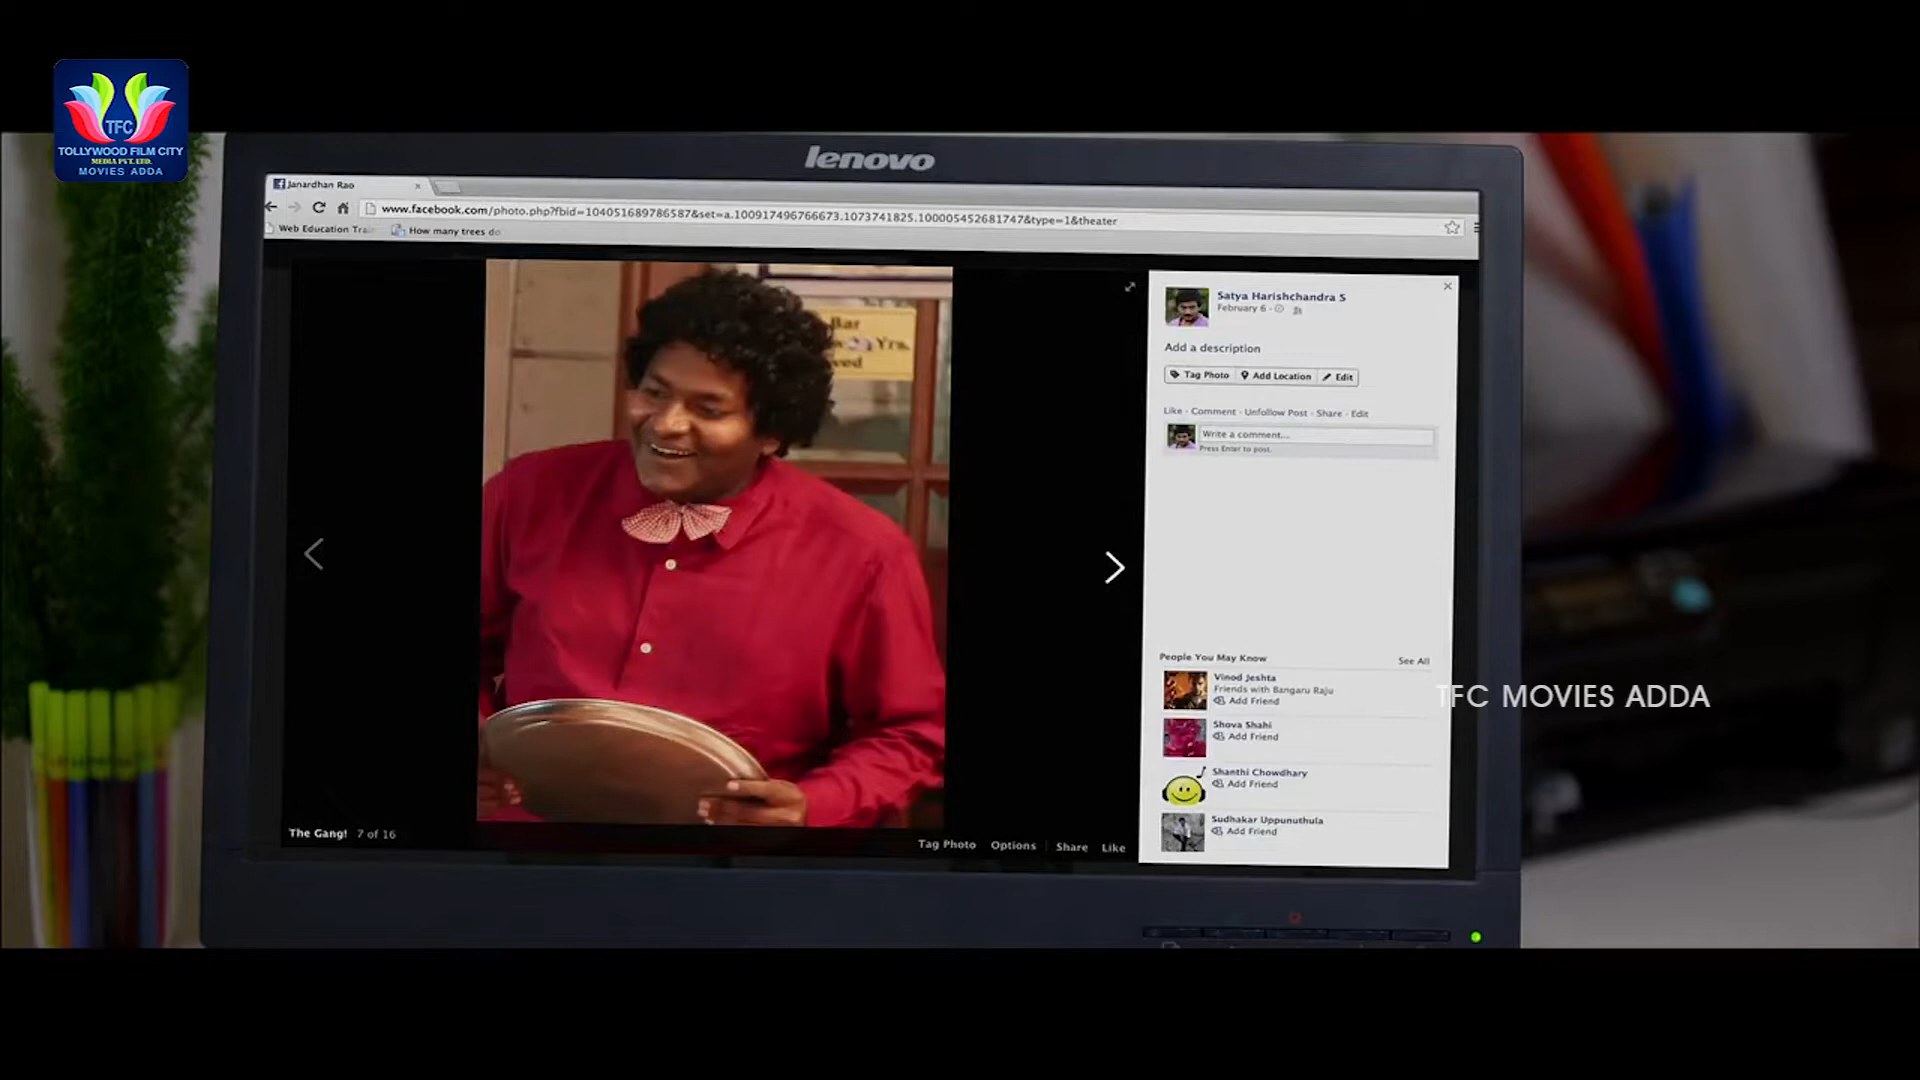 TFC
TOLLYWOOD FILM CITY
MEDIA PVT. LTD.
MOVIES ADDA
lenovo
Janardhan Rao
www.facebook.com/photo.php?fbid=104051689786587&set=a.100917496766673.1073741825.100005452681747&type=1&theater
Web Education Tra
How many trees do
Bar
Yrs.
Satya Harishchandra S
February 6
Add a description
Tag Photo Add Location Edit
Like · Comment · Unfollow Post · Share · Edit
Write a comment...
Press Enter to post.
People You May Know See All
Vinod Jeshta
Friends with Bangaru Raju
Add Friend
Shova Shahi
Add Friend
Shanthi Chowdhary
Add Friend
Sudhakar Uppunuthula
Add Friend
TFC MOVIES ADDA
The Gang! 7 of 16
Tag Photo Options Share Like